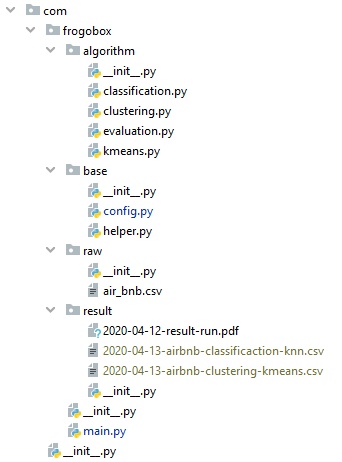 com
frogobox
algorithm
__init__.py
classification.py
clustering.py
evaluation.py
kmeans.py
base
__init__.py
config.py
helper.py
raw
__init__.py
air_bnb.csv
result
2020-04-12-result-run.pdf
2020-04-13-airbnb-classificaction-knn.csv
2020-04-13-airbnb-clustering-kmeans.csv
__init__.py
__init__.py
main.py
__init__.py